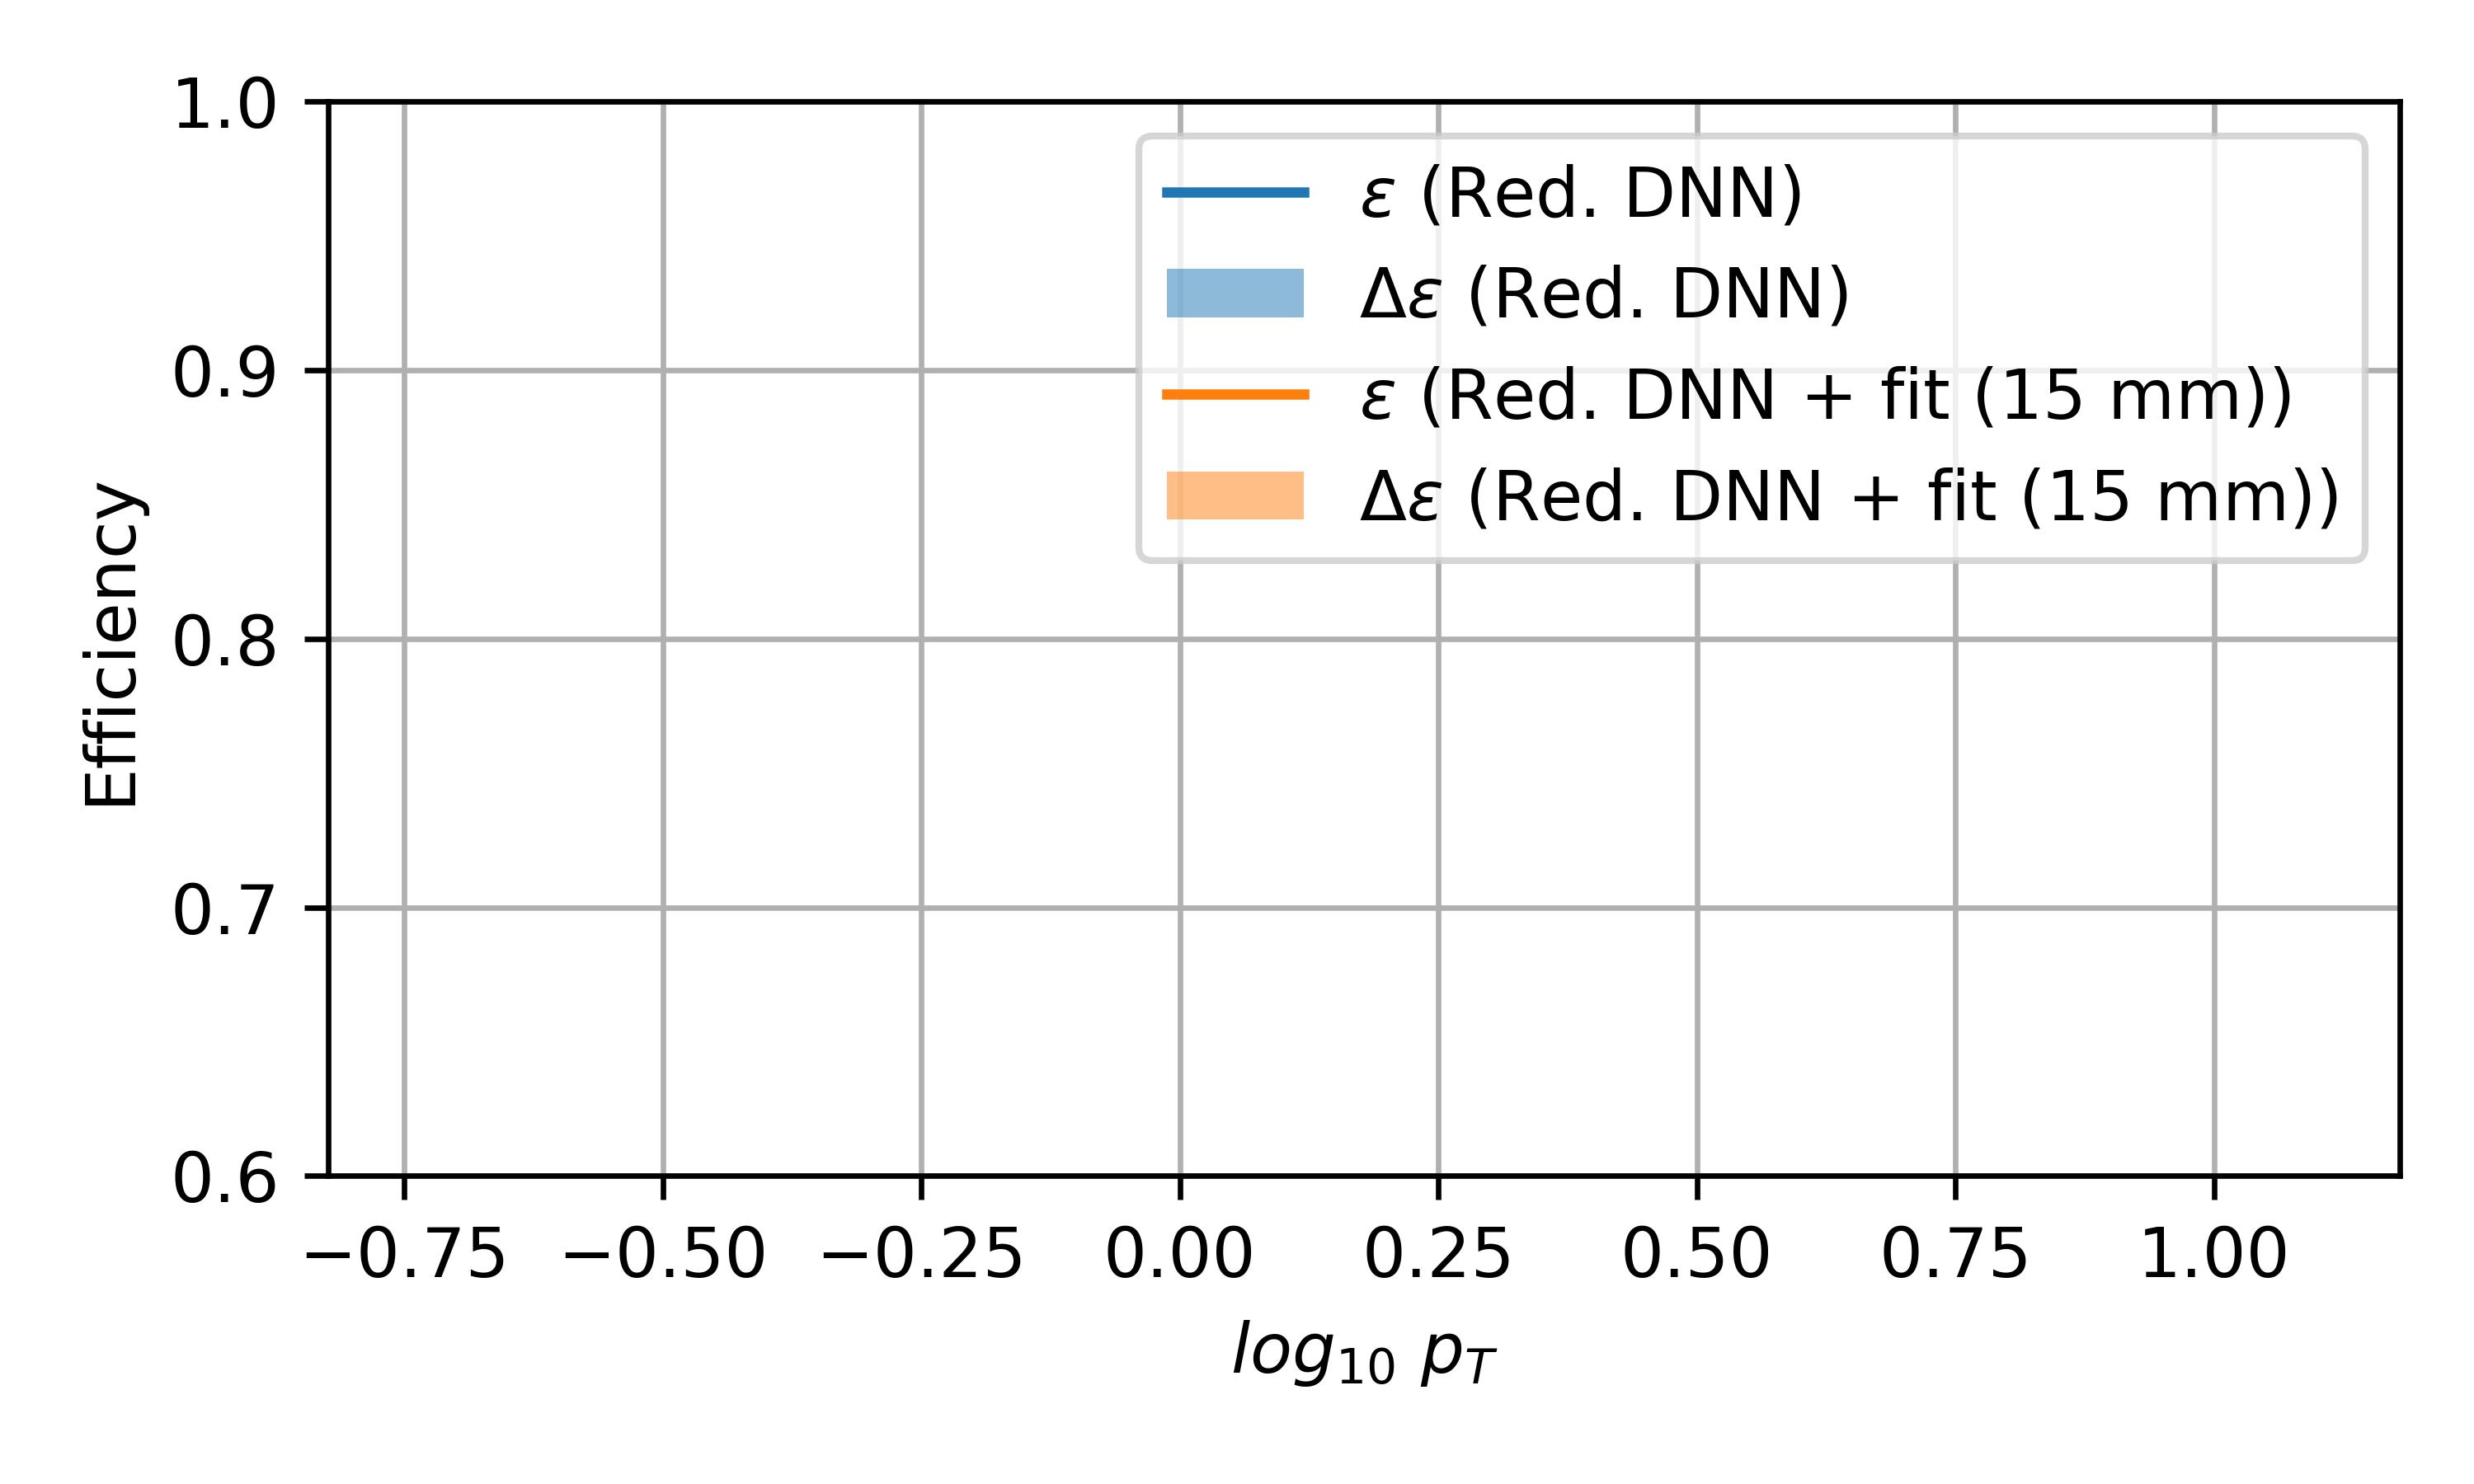 1.0
0.9
0.8
0.7
0.6
Efficiency
ε (Red. DNN)
Δε (Red. DNN)
ε (Red. DNN + fit (15 mm))
Δε (Red. DNN + fit (15 mm))
−0.75 −0.50 −0.25 0.00 0.25 0.50 0.75 1.00
log₁₀ p_T